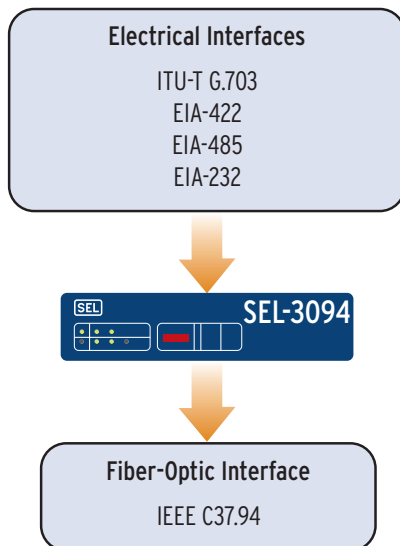 Electrical Interfaces
ITU-T G.703
EIA-422
EIA-485
EIA-232
SEL
SEL-3094
Fiber-Optic Interface
IEEE C37.94